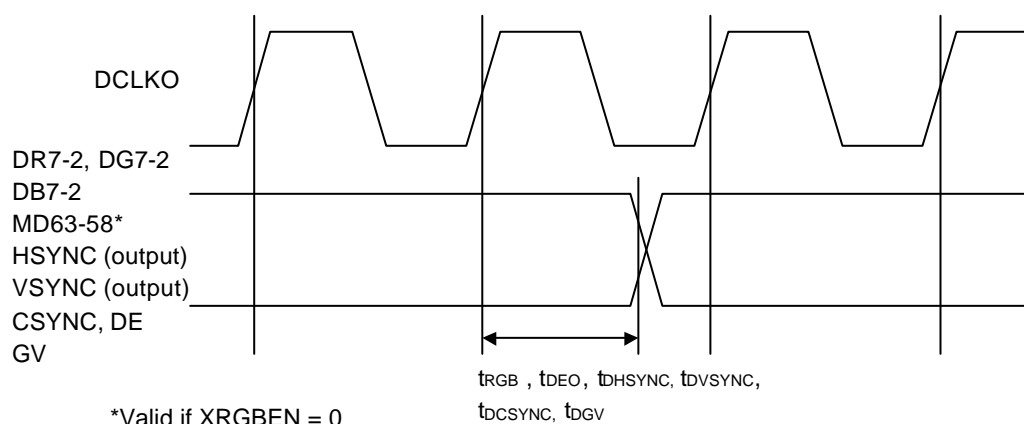 DCLKO
DR7-2, DG7-2
DB7-2
MD63-58*
HSYNC (output)
VSYNC (output)
CSYNC, DE
GV
tRGB , tDEO, tDHSYNC, tDVSYNC,
tDCSYNC, tDGV
*Valid if XRGBEN = 0